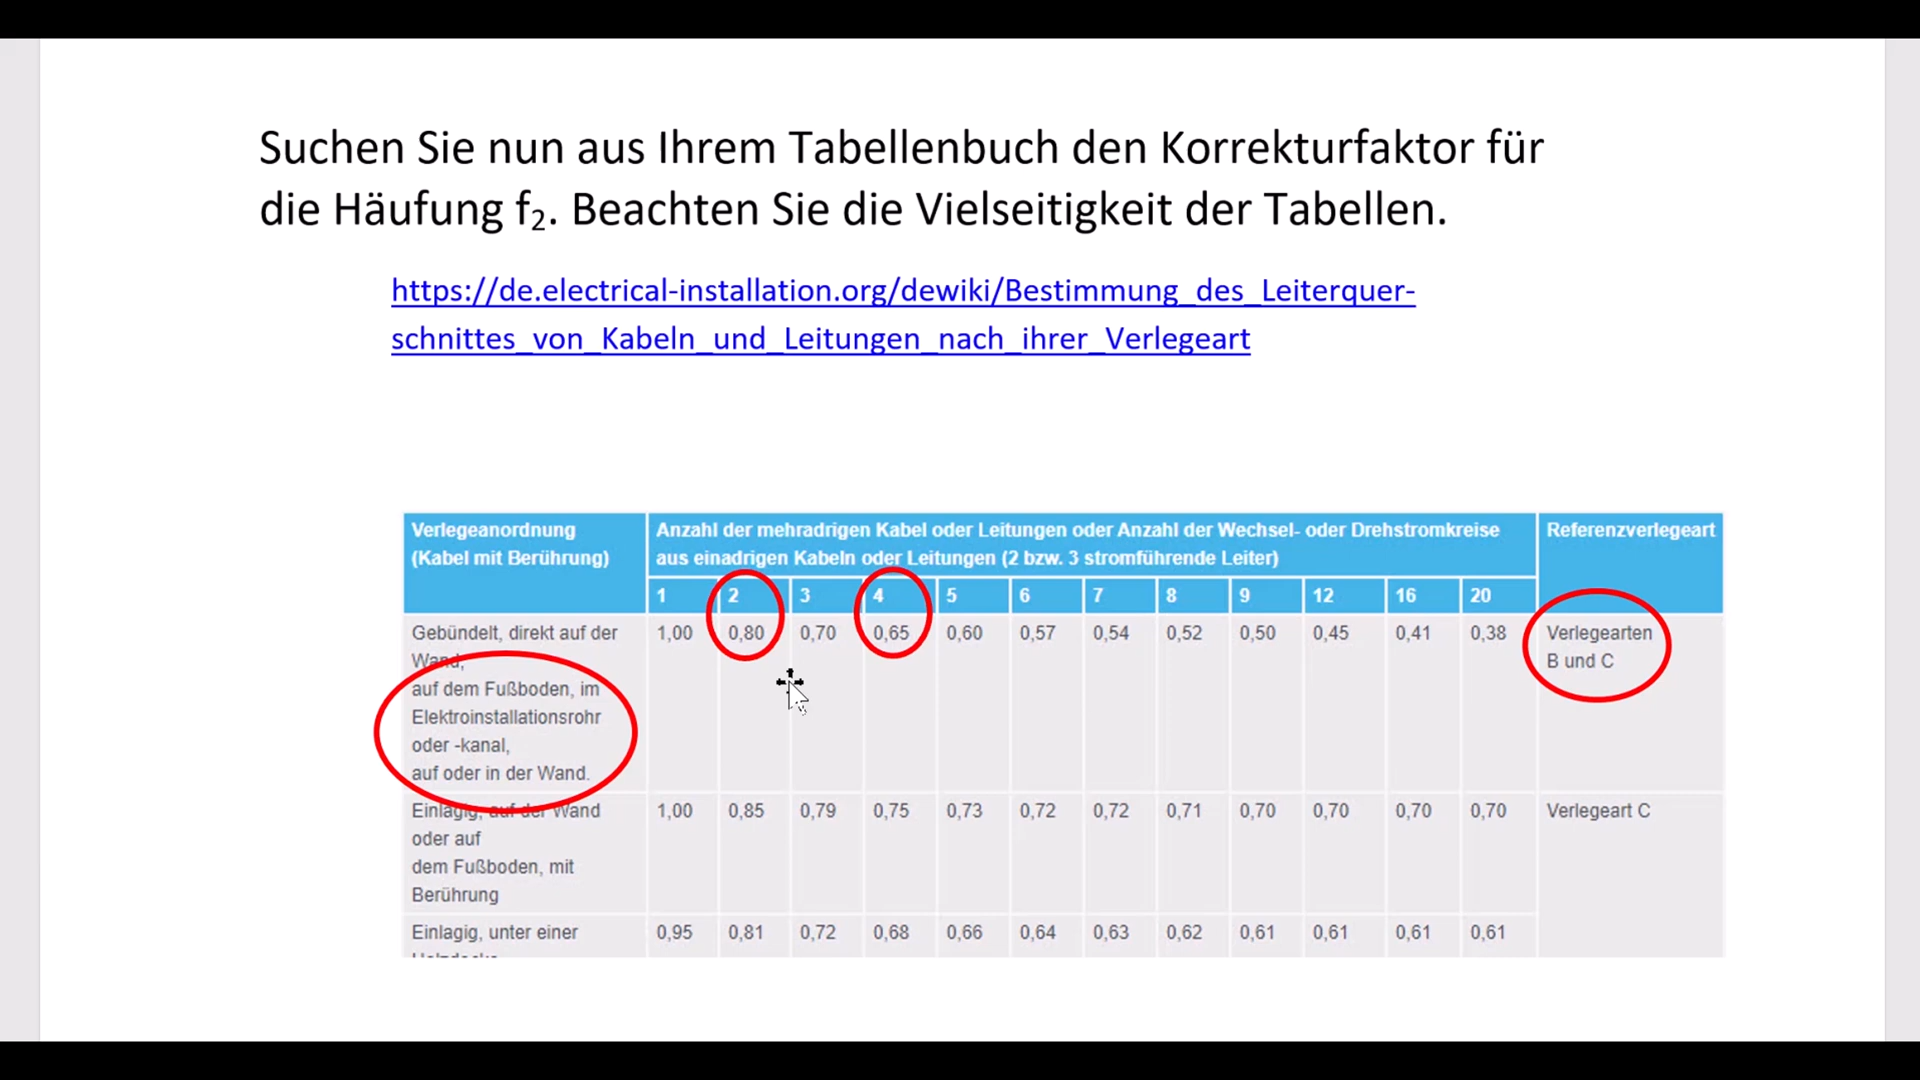 Suchen Sie nun aus Ihrem Tabellenbuch den Korrekturfaktor für
die Häufung f₂. Beachten Sie die Vielseitigkeit der Tabellen.
https://de.electrical-installation.org/dewiki/Bestimmung_des_Leiterquer-
schnittes_von_Kabeln_und_Leitungen_nach_ihrer_Verlegeart
Verlegeanordnung
(Kabel mit Berührung)
Anzahl der mehradrigen Kabel oder Leitungen oder Anzahl der Wechsel- oder Drehstromkreise
aus einadrigen Kabeln oder Leitungen (2 bzw. 3 stromführende Leiter)
Referenzverlegeart
1 2 3 4 5 6 7 8 9 12 16 20
Gebündelt, direkt auf der
Wand,
auf dem Fußboden, im
Elektroinstallationsrohr
oder -kanal,
auf oder in der Wand.
1,00 0,80 0,70 0,65 0,60 0,57 0,54 0,52 0,50 0,45 0,41 0,38
Verlegearten
B und C
Einlagig, auf der Wand
oder auf
dem Fußboden, mit
Berührung
1,00 0,85 0,79 0,75 0,73 0,72 0,72 0,71 0,70 0,70 0,70 0,70
Verlegeart C
Einlagig, unter einer
0,95 0,81 0,72 0,68 0,66 0,64 0,63 0,62 0,61 0,61 0,61 0,61